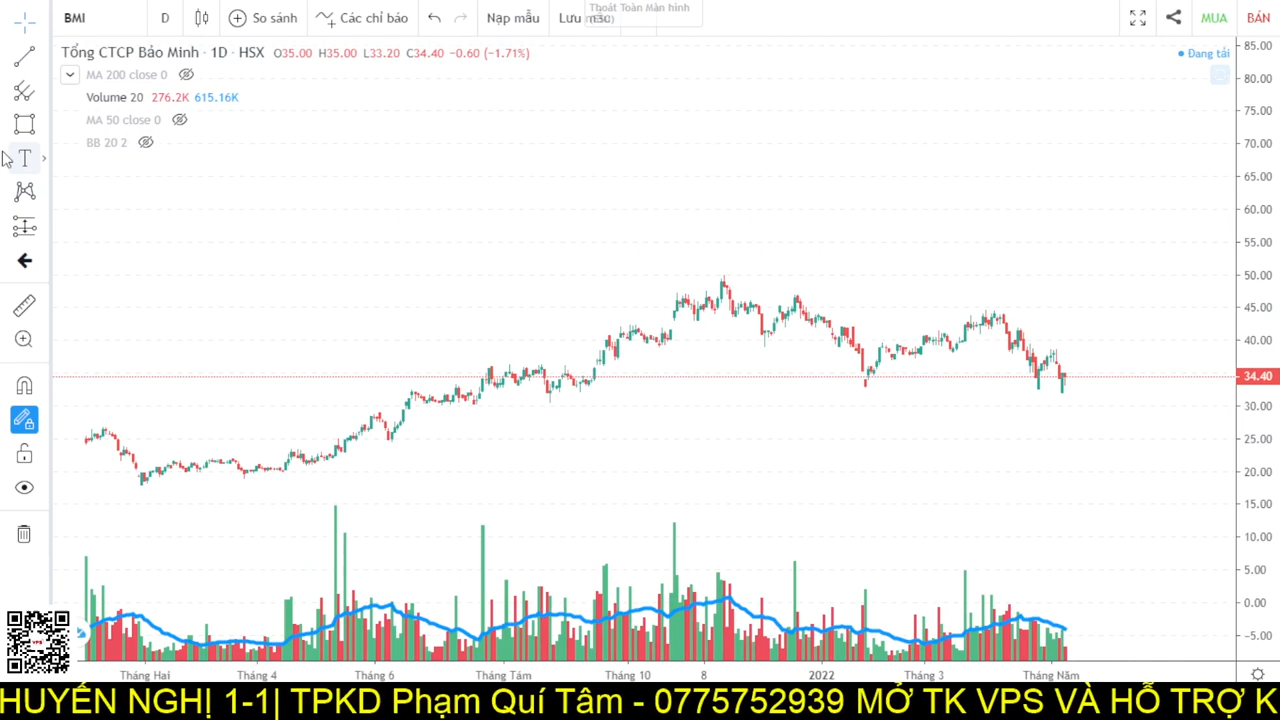 BMI D So sánh Các chỉ báo Nạp mẫu Lưu mẫu Thoát Toàn Màn hình MUA BÁN
Tổng CTCP Bảo Minh · 1D · HSX O35.00 H35.00 L33.20 C34.40 −0.60 (−1.71%)
Đang tải
MA 200 close 0
Volume 20 276.2K 615.16K
MA 50 close 0
BB 20 2
85.00
80.00
75.00
70.00
65.00
60.00
55.00
50.00
45.00
40.00
34.40
30.00
25.00
20.00
15.00
10.00
5.00
0.00
-5.00
Tháng Hai Tháng 4 Tháng 6 Tháng Tám Tháng 10 8 2022 Tháng 3 Tháng Năm
HUYẾN NGHỊ 1-1| TPKD Phạm Quí Tâm - 0775752939 MỞ TK VPS VÀ HỖ TRỢ K